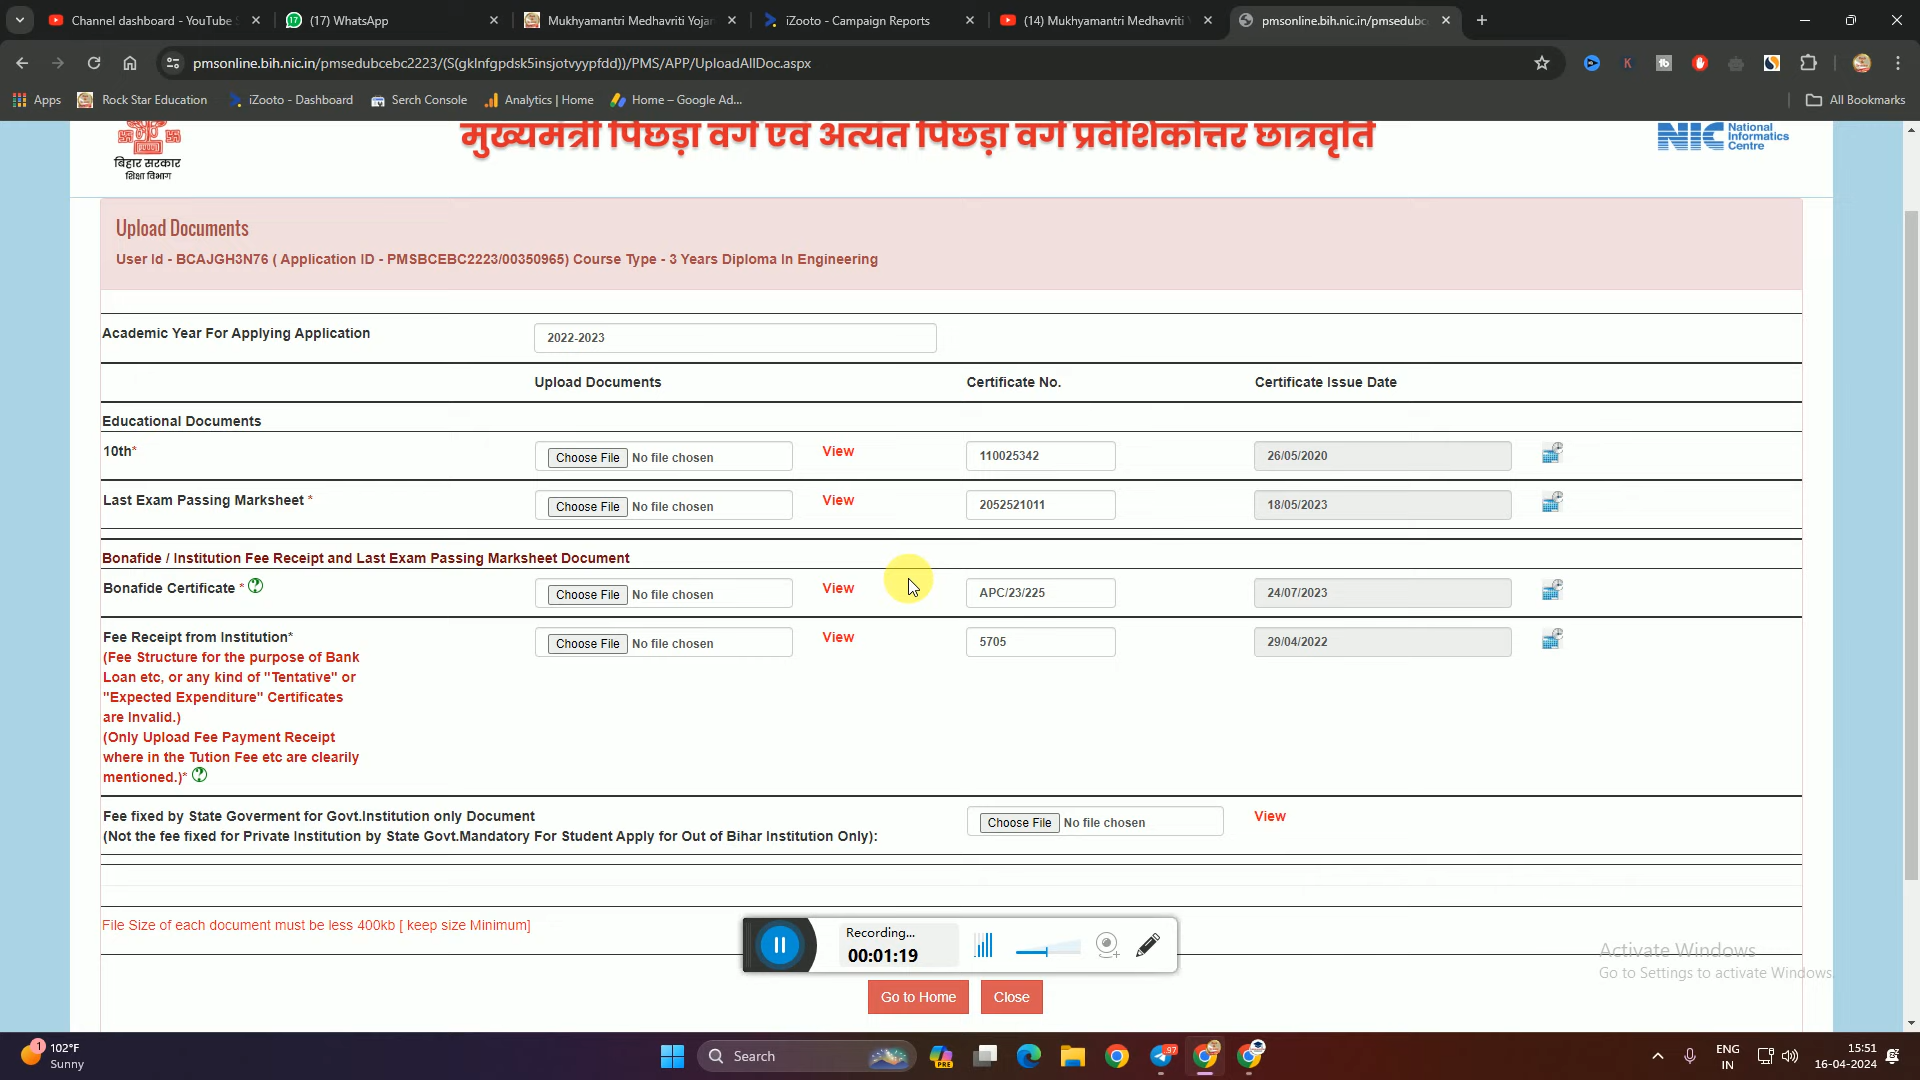 Channel dashboard - YouTube S
(17) WhatsApp
Mukhyamantri Medhavriti Yojan
iZooto - Campaign Reports
(14) Mukhyamantri Medhavriti Y
pmsonline.bih.nic.in/pmsedubc
pmsonline.bih.nic.in/pmsedubcebc2223/(S(gklnfgpdsk5insjotvyypfdd))/PMS/APP/UploadAllDoc.aspx
Apps
Rock Star Education
iZooto - Dashboard
Serch Console
Analytics | Home
Home – Google Ad...
All Bookmarks
बिहार सरकार
शिक्षा विभाग
मुख्यमंत्री पिछड़ा वर्ग एवं अत्यंत पिछड़ा वर्ग प्रवेशिकोत्तर छात्रवृति
NIC National
Informatics
Centre
Upload Documents
User Id - BCAJGH3N76 ( Application ID - PMSBCEBC2223/00350965) Course Type - 3 Years Diploma In Engineering
Academic Year For Applying Application
2022-2023
Upload Documents
Certificate No.
Certificate Issue Date
Educational Documents
10th*
Choose File No file chosen
View
110025342
26/05/2020
Last Exam Passing Marksheet *
Choose File No file chosen
View
2052521011
18/05/2023
Bonafide / Institution Fee Receipt and Last Exam Passing Marksheet Document
Bonafide Certificate *
Choose File No file chosen
View
APC/23/225
24/07/2023
Fee Receipt from Institution*
Choose File No file chosen
View
5705
29/04/2022
(Fee Structure for the purpose of Bank
Loan etc, or any kind of "Tentative" or
"Expected Expenditure" Certificates
are Invalid.)
(Only Upload Fee Payment Receipt
where in the Tution Fee etc are clearily
mentioned.)*
Fee fixed by State Goverment for Govt.Institution only Document
(Not the fee fixed for Private Institution by State Govt.Mandatory For Student Apply for Out of Bihar Institution Only):
Choose File No file chosen
View
File Size of each document must be less 400kb [ keep size Minimum]
Recording...
00:01:19
Activate Windows
Go to Settings to activate Windows.
Go to Home
Close
1
102°F
Sunny
Search
PRE
97
ENG
IN
15:51
16-04-2024